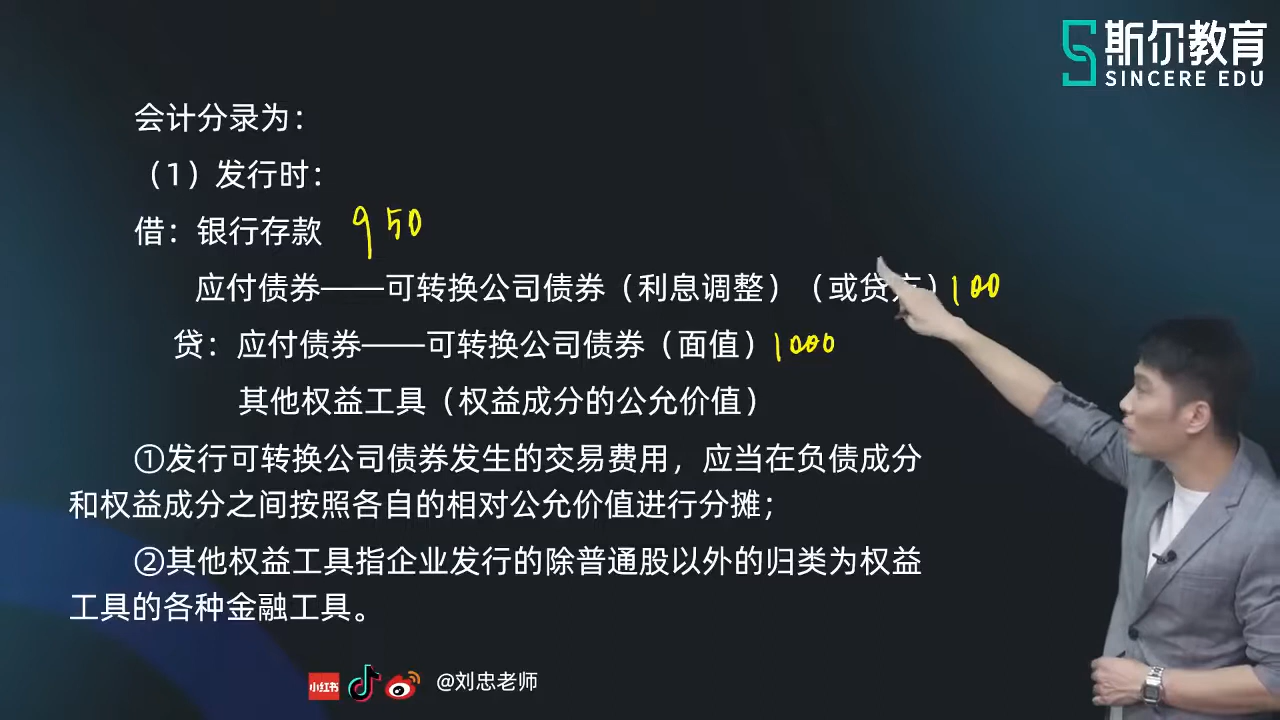 斯尔教育
SINCERE EDU
会计分录为：
（1）发行时：
借：银行存款 950
应付债券——可转换公司债券（利息调整）（或贷方）100
贷：应付债券——可转换公司债券（面值）1000
其他权益工具（权益成分的公允价值）
①发行可转换公司债券发生的交易费用，应当在负债成分
和权益成分之间按照各自的相对公允价值进行分摊；
②其他权益工具指企业发行的除普通股以外的归类为权益
工具的各种金融工具。
小红书 @刘忠老师